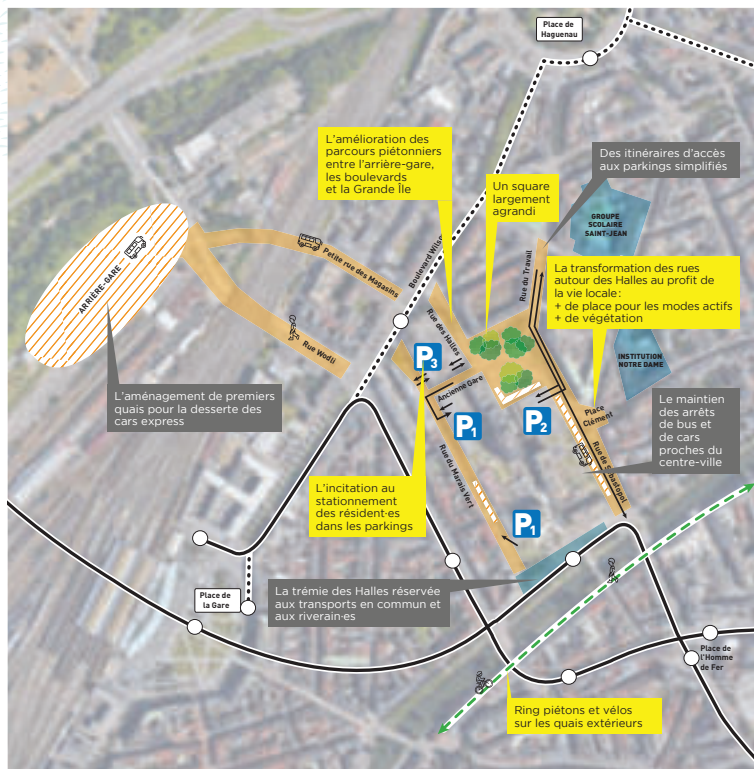 Place de
Haguenau
L'amélioration des
parcours piétonniers
entre l'arrière-gare,
les boulevards
et la Grande Île
Des itinéraires d'accès
aux parkings simplifiés
Un square
largement
agrandi
GROUPE
SCOLAIRE
SAINT-JEAN
La transformation des rues
autour des Halles au profit de
la vie locale :
+ de place pour les modes actifs
+ de végétation
ARRIÈRE-GARE
Petite rue des Magasins
Boulevard Wilson
Rue du Travail
Rue des Halles
Rue Wodli
INSTITUTION
NOTRE DAME
P3
Ancienne Gare
P1
P2
Place
Clément
L'aménagement de premiers
quais pour la desserte des
cars express
Le maintien
des arrêts
de bus et
de cars
proches du
centre-ville
Rue de Sébastopol
Rue du Marais Vert
L'incitation au
stationnement
des résident·es
dans les parkings
P1
La trémie des Halles réservée
aux transports en commun et
aux riverain·es
Place de
la Gare
Place de
l'Homme
de Fer
Ring piétons et vélos
sur les quais extérieurs